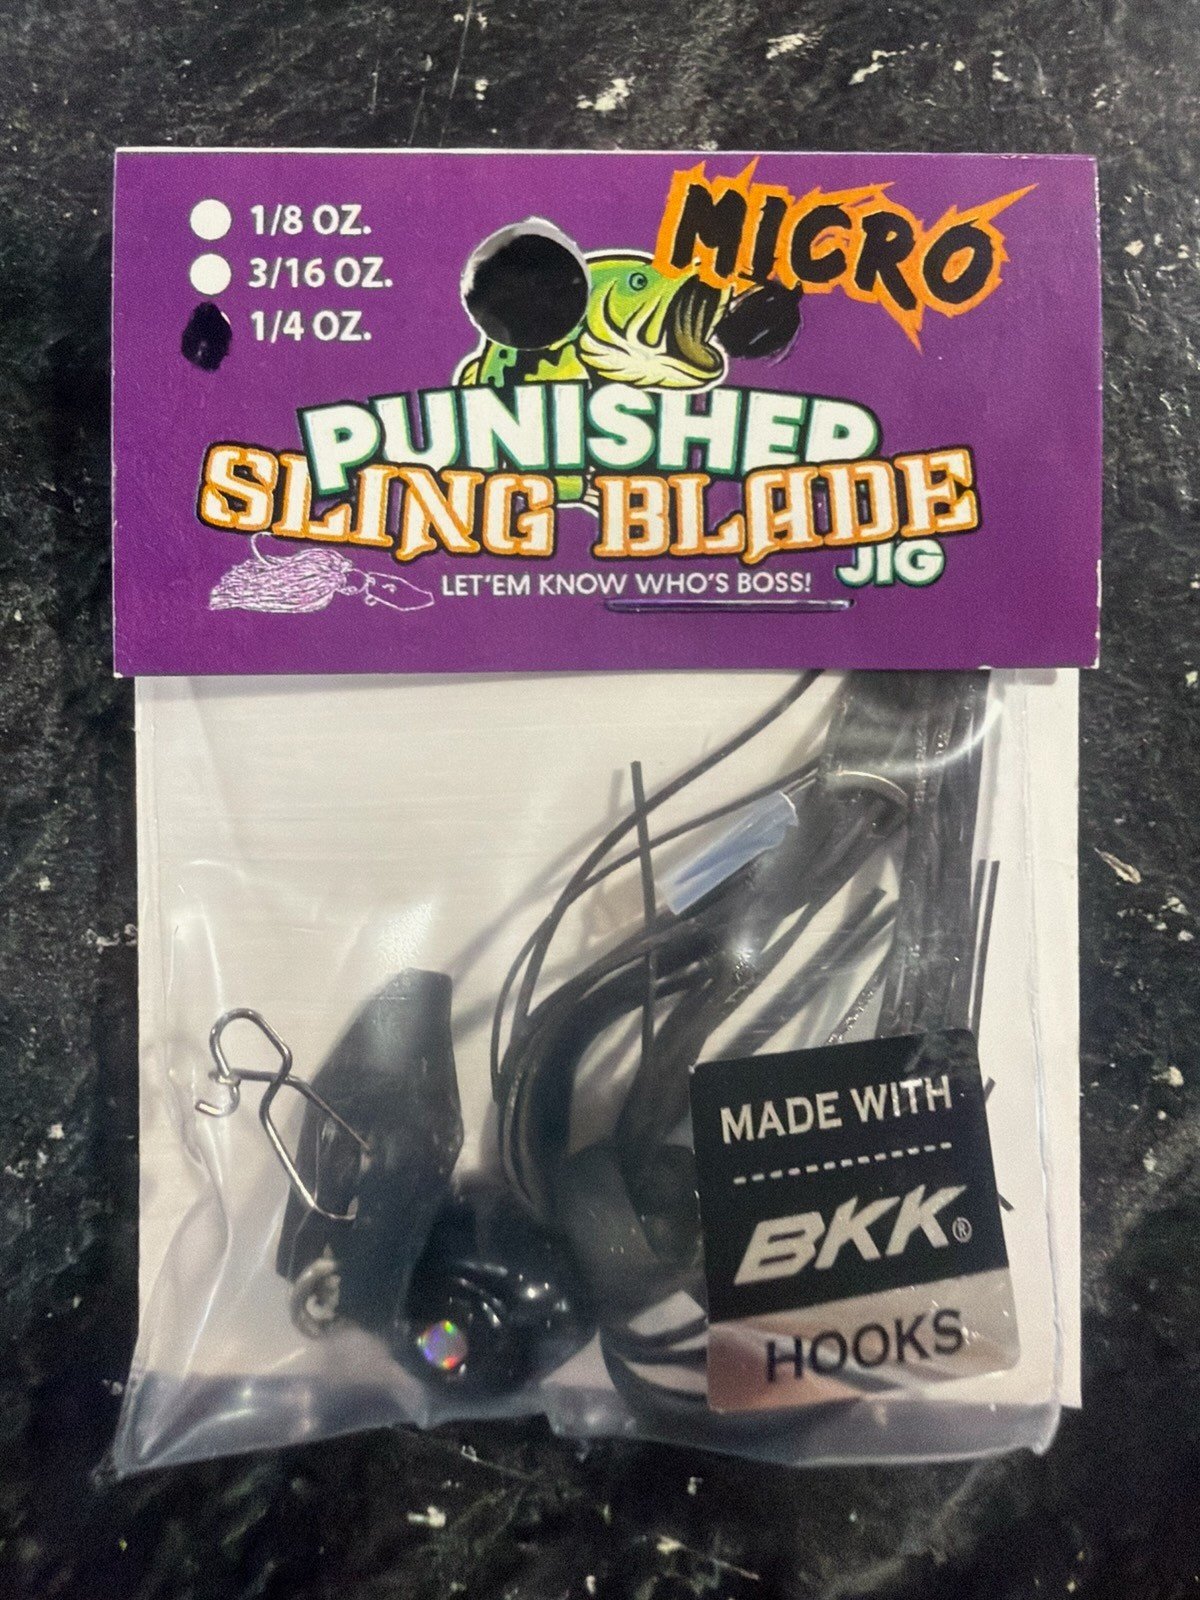 1/8 OZ.
3/16 OZ.
1/4 OZ.
MICRO
PUNISHED
SLING BLADE
JIG
LET'EM KNOW WHO'S BOSS!
MADE WITH
BKK®
HOOKS